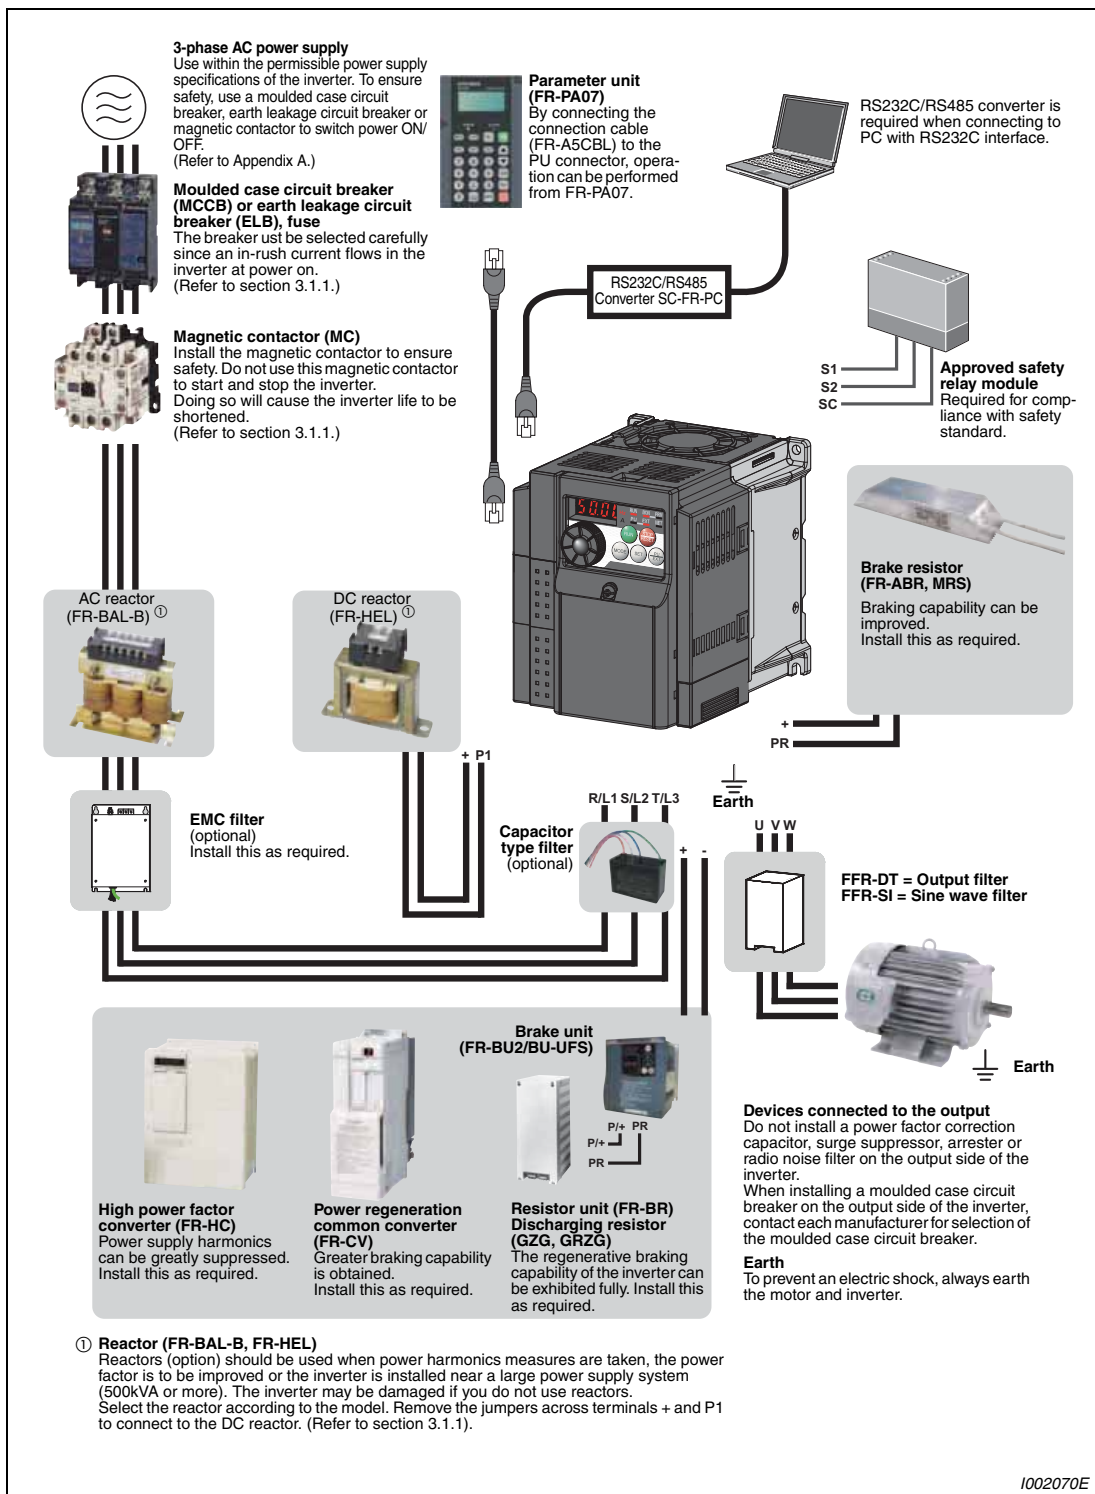 3-phase AC power supply
Use within the permissible power supply
specifications of the inverter. To ensure
safety, use a moulded case circuit
breaker, earth leakage circuit breaker or
magnetic contactor to switch power ON/
OFF.
(Refer to Appendix A.)
Moulded case circuit breaker
(MCCB) or earth leakage circuit
breaker (ELB), fuse
The breaker ust be selected carefully
since an in-rush current flows in the
inverter at power on.
(Refer to section 3.1.1.)
Magnetic contactor (MC)
Install the magnetic contactor to ensure
safety. Do not use this magnetic contactor
to start and stop the inverter.
Doing so will cause the inverter life to be
shortened.
(Refer to section 3.1.1.)
Parameter unit
(FR-PA07)
By connecting the
connection cable
(FR-A5CBL) to the
PU connector, opera-
tion can be performed
from FR-PA07.
RS232C/RS485 converter is
required when connecting to
PC with RS232C interface.
RS232C/RS485
Converter SC-FR-PC
S1
S2
SC
Approved safety
relay module
Required for comp-
liance with safety
standard.
RUN
MODE
SET
Brake resistor
(FR-ABR, MRS)
Braking capability can be
improved.
Install this as required.
+
PR
AC reactor
(FR-BAL-B) ①
DC reactor
(FR-HEL) ①
+ P1
Earth
EMC filter
(optional)
Install this as required.
R/L1 S/L2 T/L3
Capacitor
type filter
(optional)
+ -
U V W
FFR-DT = Output filter
FFR-SI = Sine wave filter
Earth
Brake unit
(FR-BU2/BU-UFS)
P/+ PR
P/+
PR
High power factor
converter (FR-HC)
Power supply harmonics
can be greatly suppressed.
Install this as required.
Power regeneration
common converter
(FR-CV)
Greater braking capability
is obtained.
Install this as required.
Resistor unit (FR-BR)
Discharging resistor
(GZG, GRZG)
The regenerative braking
capability of the inverter can
be exhibited fully. Install this
as required.
Devices connected to the output
Do not install a power factor correction
capacitor, surge suppressor, arrester or
radio noise filter on the output side of the
inverter.
When installing a moulded case circuit
breaker on the output side of the inverter,
contact each manufacturer for selection of
the moulded case circuit breaker.
Earth
To prevent an electric shock, always earth
the motor and inverter.
① Reactor (FR-BAL-B, FR-HEL)
Reactors (option) should be used when power harmonics measures are taken, the power
factor is to be improved or the inverter is installed near a large power supply system
(500kVA or more). The inverter may be damaged if you do not use reactors.
Select the reactor according to the model. Remove the jumpers across terminals + and P1
to connect to the DC reactor. (Refer to section 3.1.1).
I002070E